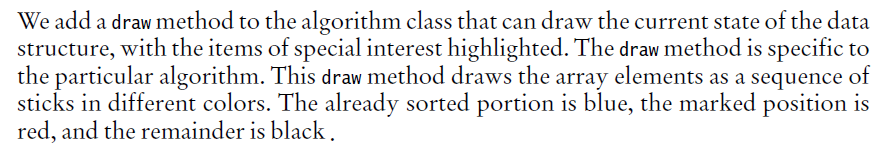 We add a draw method to the algorithm class that can draw the current state of the data
structure, with the items of special interest highlighted. The draw method is specific to
the particular algorithm. This draw method draws the array elements as a sequence of
sticks in different colors. The already sorted portion is blue, the marked position is
red, and the remainder is black .